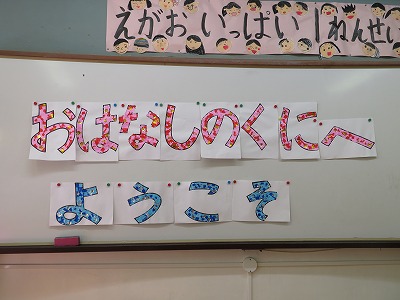 えがおいっぱい1ねんせい
おはなしのくにへ
ようこそ